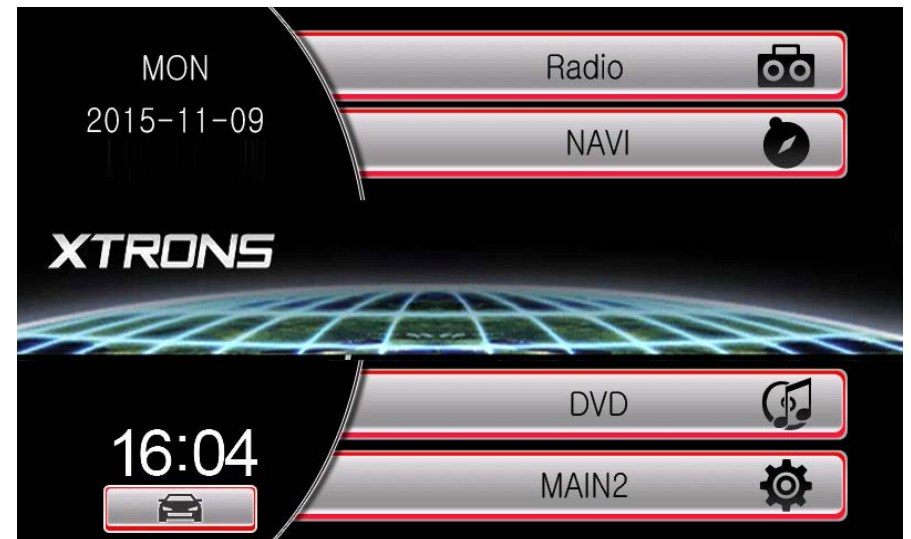 MON
2015-11-09
Radio
NAVI
XTRONS
DVD
MAIN2
16:04